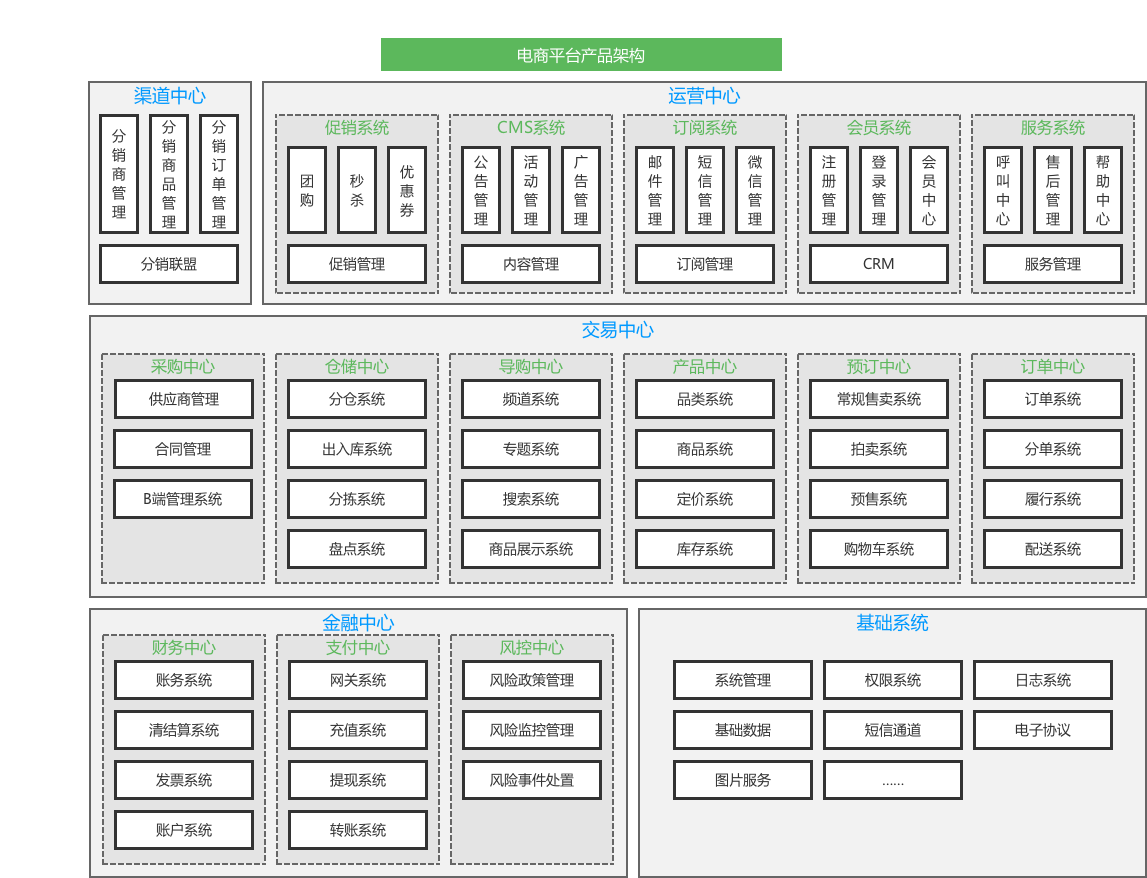 电商平台产品架构
渠道中心
分销商管理
分销商品管理
分销订单管理
分销联盟
运营中心
促销系统
团购
秒杀
优惠券
促销管理
CMS系统
公告管理
活动管理
广告管理
内容管理
订阅系统
邮件管理
短信管理
微信管理
订阅管理
会员系统
注册管理
登录管理
会员中心
CRM
服务系统
呼叫中心
售后管理
帮助中心
服务管理
交易中心
采购中心
供应商管理
合同管理
B端管理系统
仓储中心
分仓系统
出入库系统
分拣系统
盘点系统
导购中心
频道系统
专题系统
搜索系统
商品展示系统
产品中心
品类系统
商品系统
定价系统
库存系统
预订中心
常规售卖系统
拍卖系统
预售系统
购物车系统
订单中心
订单系统
分单系统
履行系统
配送系统
金融中心
财务中心
账务系统
清结算系统
发票系统
账户系统
支付中心
网关系统
充值系统
提现系统
转账系统
风控中心
风险政策管理
风险监控管理
风险事件处置
基础系统
系统管理
权限系统
日志系统
基础数据
短信通道
电子协议
图片服务
……